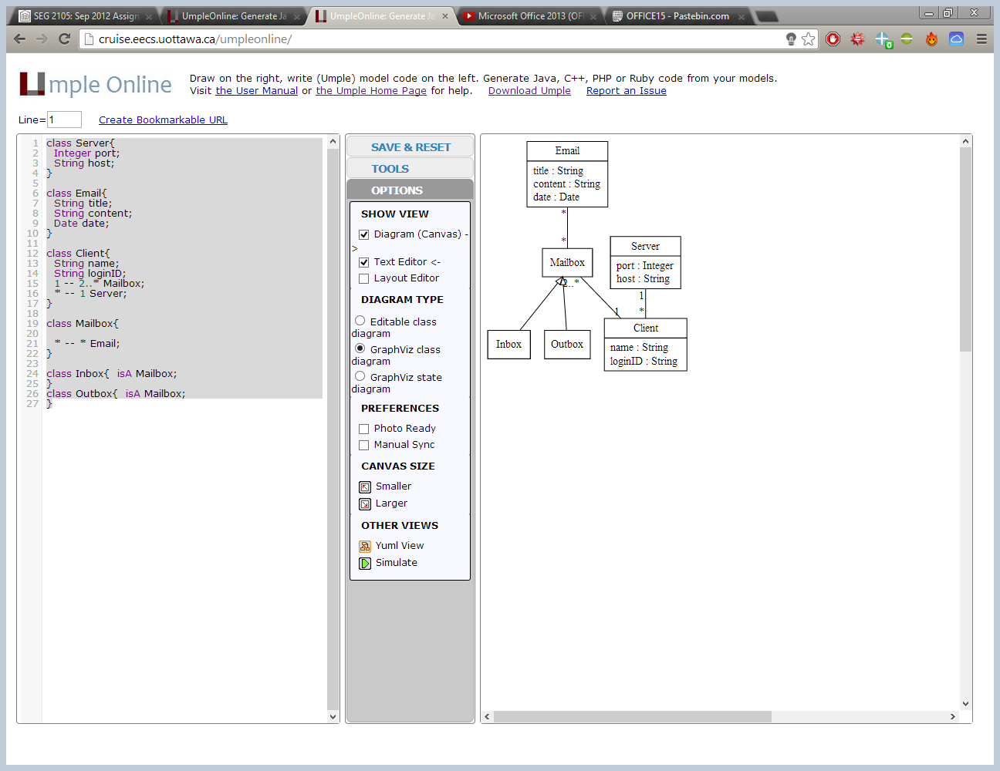 SEG 2105: Sep 2012 Assign
UmpleOnline: Generate Ja
UmpleOnline: Generate Ja
Microsoft Office 2013 (OF
OFFICE15 - Pastebin.com
cruise.eecs.uottawa.ca/umpleonline/
0
Umple Online
Draw on the right, write (Umple) model code on the left. Generate Java, C++, PHP or Ruby code from your models.
Visit the User Manual or the Umple Home Page for help. Download Umple Report an Issue
Line= 1 Create Bookmarkable URL
1 class Server{
2 Integer port;
3 String host;
4 }
5
6 class Email{
7 String title;
8 String content;
9 Date date;
10 }
11
12 class Client{
13 String name;
14 String loginID;
15 1 -- 2..* Mailbox;
16 * -- 1 Server;
17 }
18
19 class Mailbox{
20
21 * -- * Email;
22 }
23
24 class Inbox{ isA Mailbox;
25 }
26 class Outbox{ isA Mailbox;
27 }
SAVE & RESET
TOOLS
OPTIONS
SHOW VIEW
Diagram (Canvas) -
>
Text Editor <-
Layout Editor
DIAGRAM TYPE
Editable class
diagram
GraphViz class
diagram
GraphViz state
diagram
PREFERENCES
Photo Ready
Manual Sync
CANVAS SIZE
Smaller
Larger
OTHER VIEWS
Yuml View
Simulate
Email
title : String
content : String
date : Date
*
*
Mailbox
2..*
1
Server
port : Integer
host : String
1
*
Client
name : String
loginID : String
Inbox
Outbox